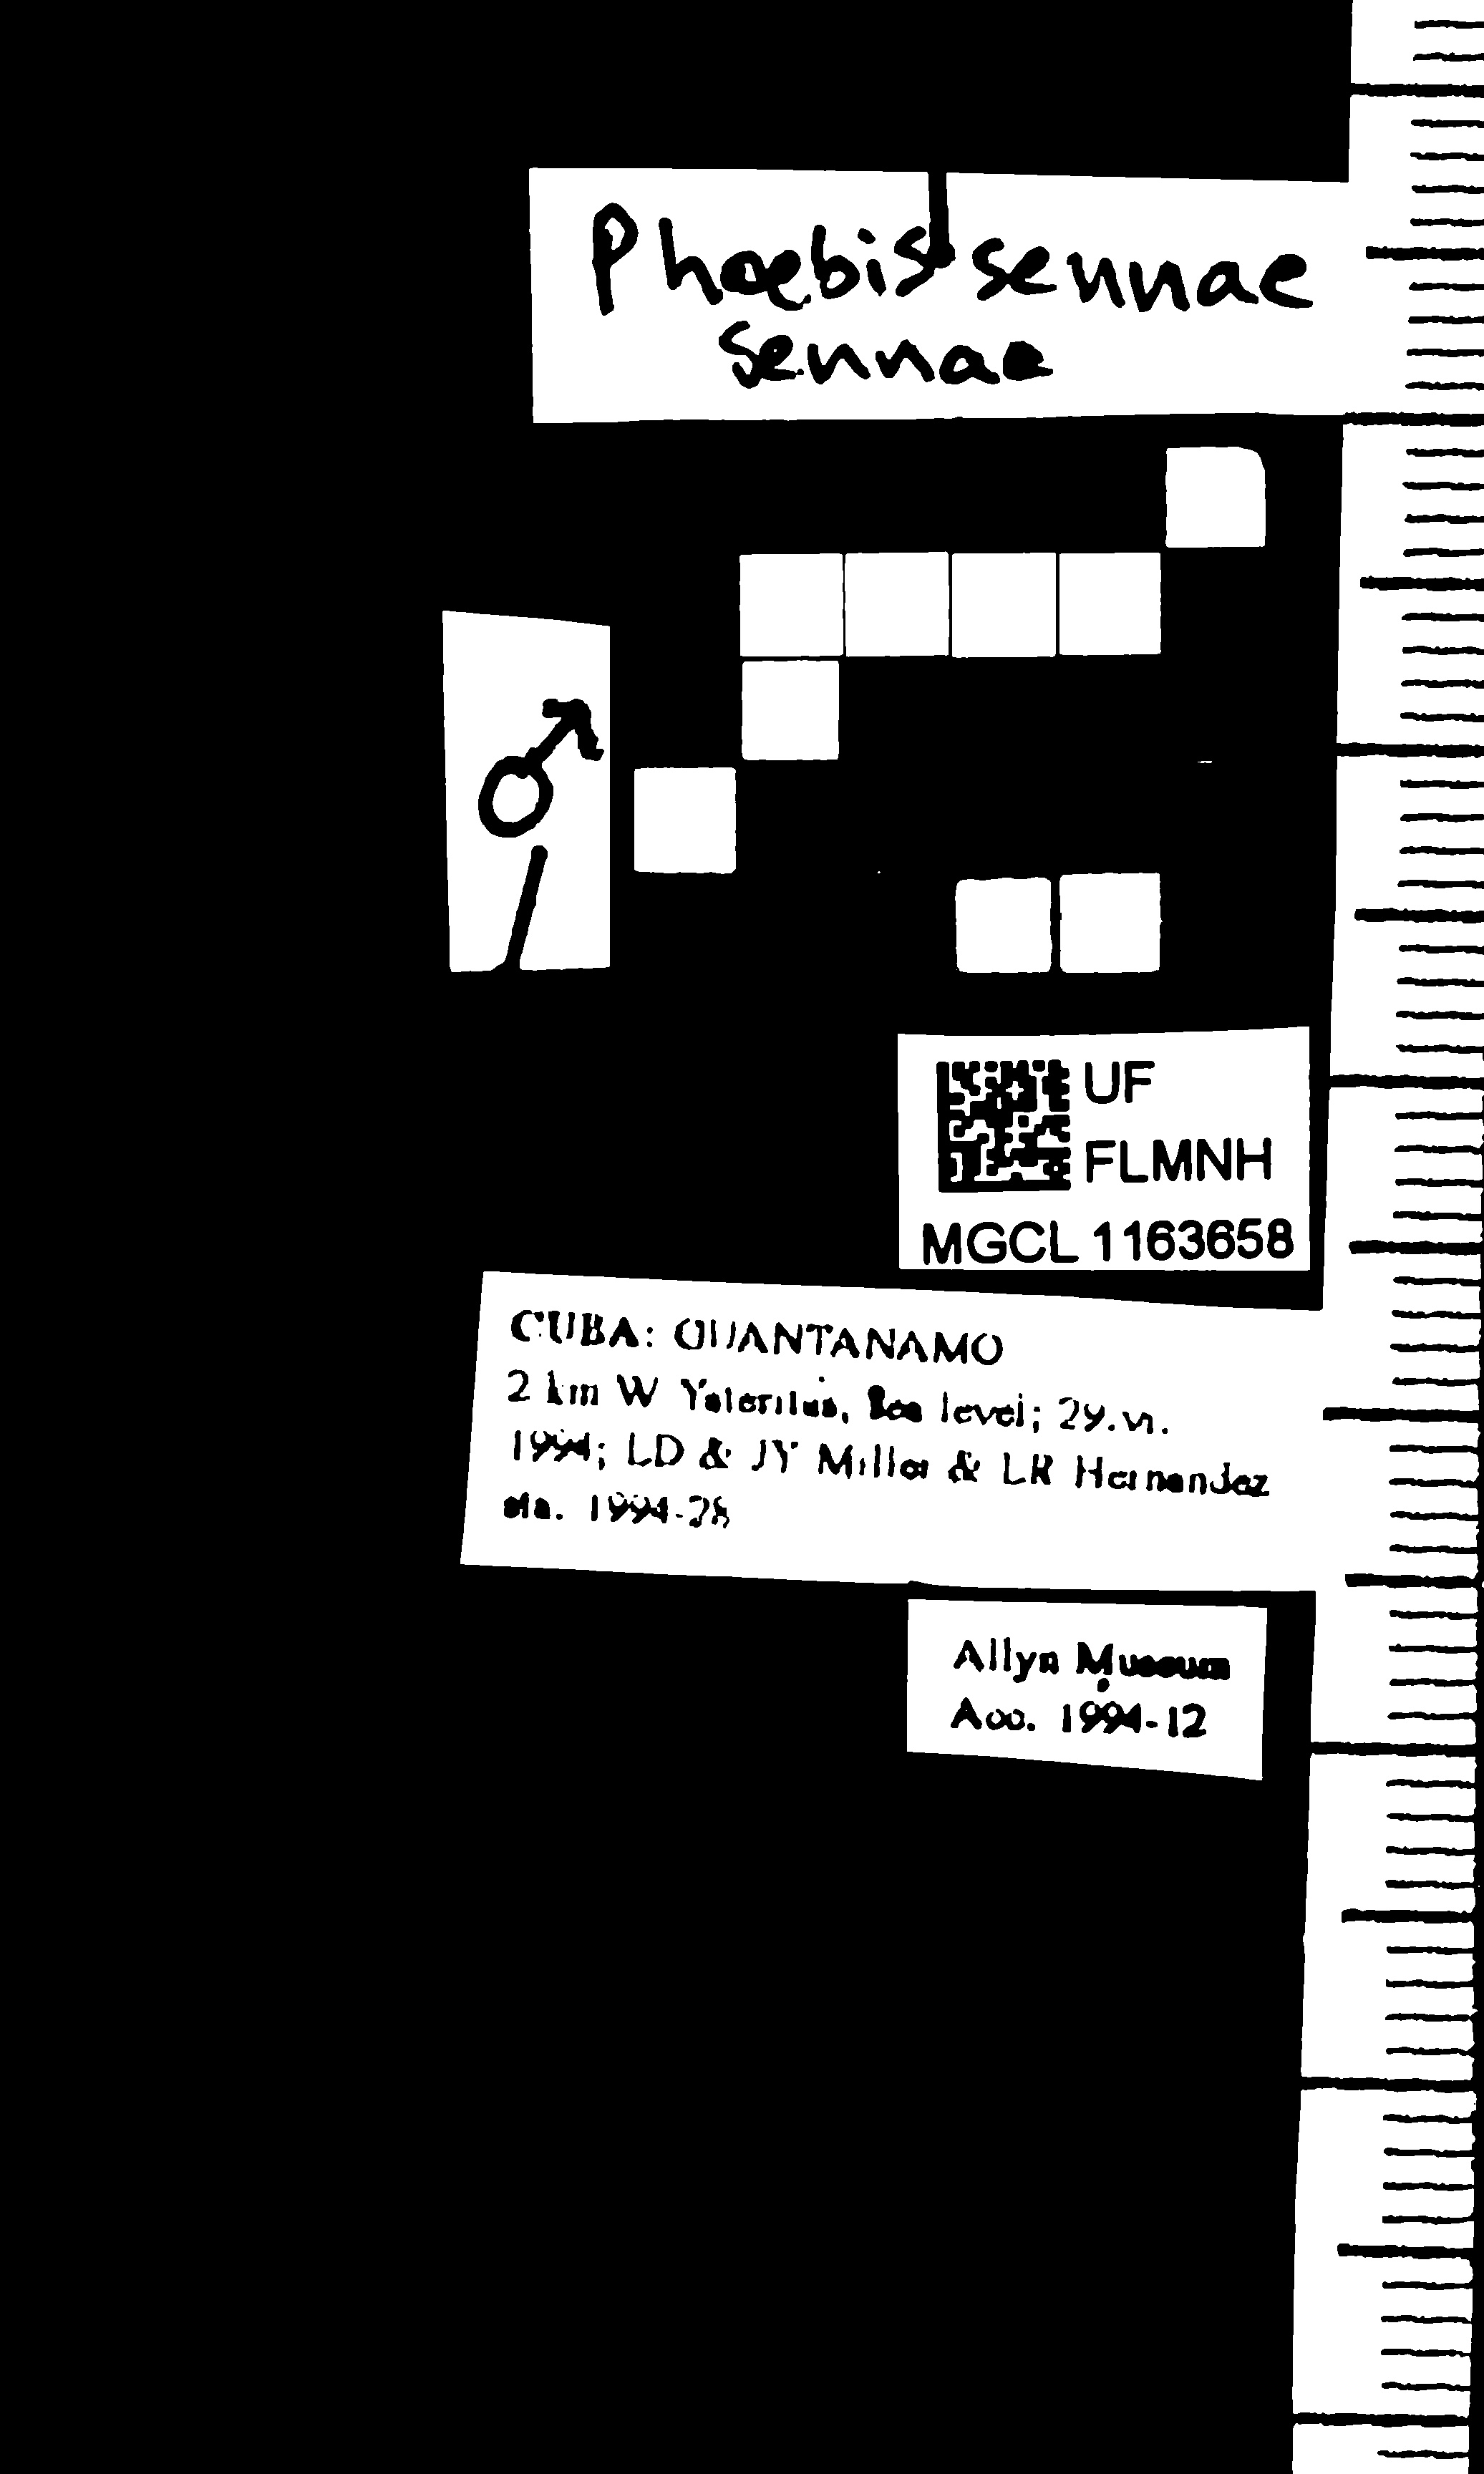 Phoebis sennae
sennae
♂
UF
FLMNH
MGCL 1163658
CUBA: GUANTANAMO
2 km W Yateritas, Sea level; 29.vi.
1994; LD & JY Miller & LR Hernandez
sta. 1994-28
Allyn Museum
Acc. 1994-12